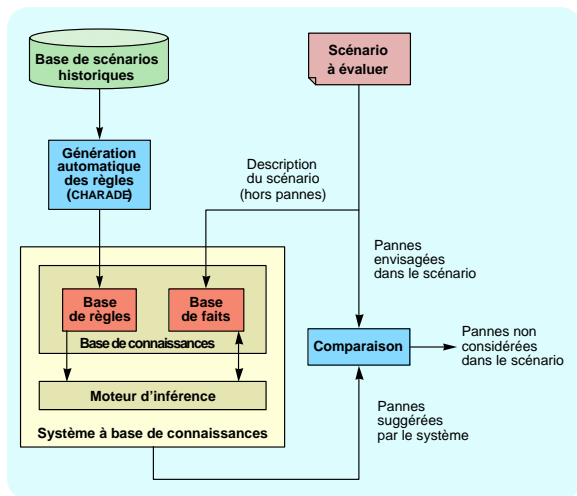 Base de scénarios
historiques
Scénario
à évaluer
Génération
automatique
des règles
(CHARADE)
Description
du scénario
(hors pannes)
Pannes
envisagées
dans le scénario
Base
de règles
Base
de faits
Base de connaissances
Moteur d'inférence
Système à base de connaissances
Comparaison
Pannes non
considérées
dans le scénario
Pannes
suggérées
par le système